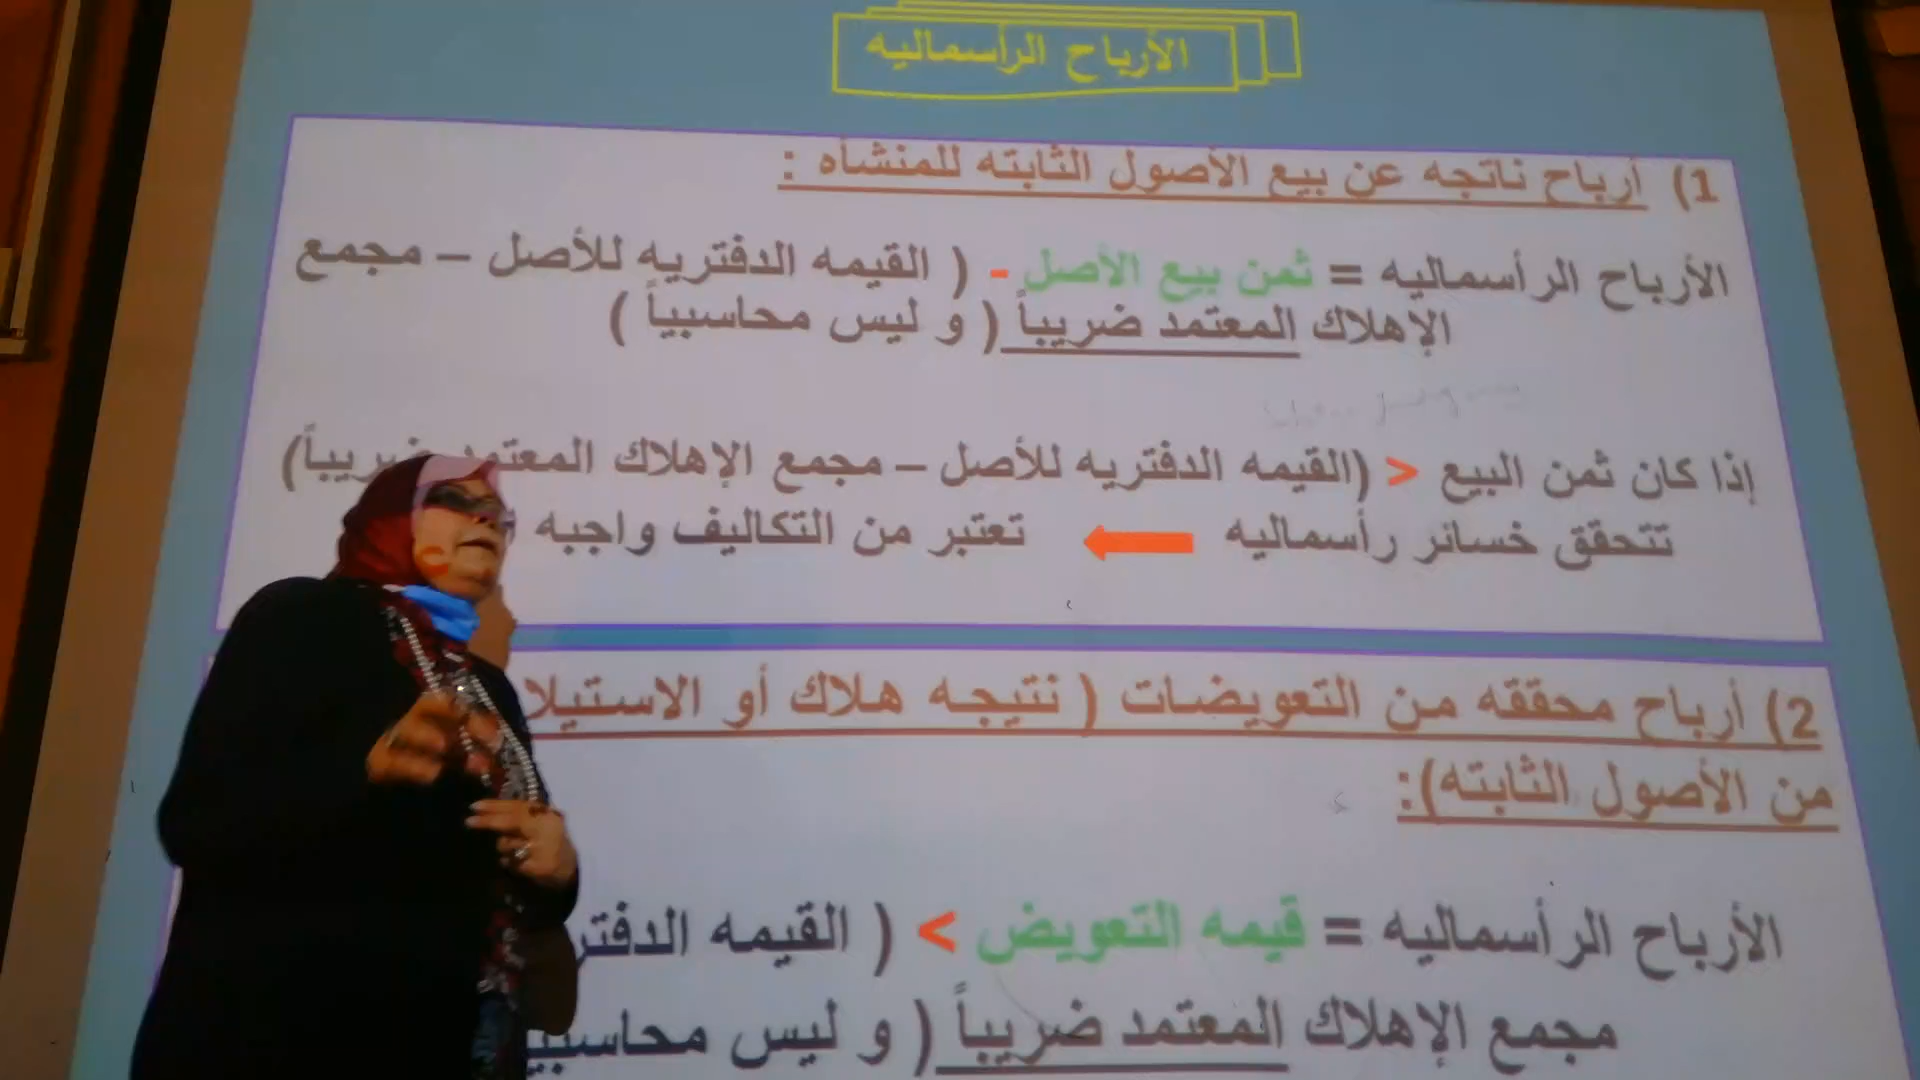 الأرباح الرأسماليه
1) أرباح ناتجه عن بيع الأصول الثابته للمنشأه :
الأرباح الرأسماليه = ثمن بيع الأصل - ( القيمه الدفتريه للأصل – مجمع
الإهلاك المعتمد ضريباً ( و ليس محاسبياً )
إذا كان ثمن البيع > (القيمه الدفتريه للأصل – مجمع الإهلاك المعتمد ضريباً)
تتحقق خسائر رأسماليه تعتبر من التكاليف واجبه
2) أرباح محققه من التعويضات ( نتيجه هلاك أو
من الأصول الثابته):
الأرباح الرأسماليه = قيمه التعويض < ( القيمه
مجمع الإهلاك المعتمد ضريباً ( و ليس